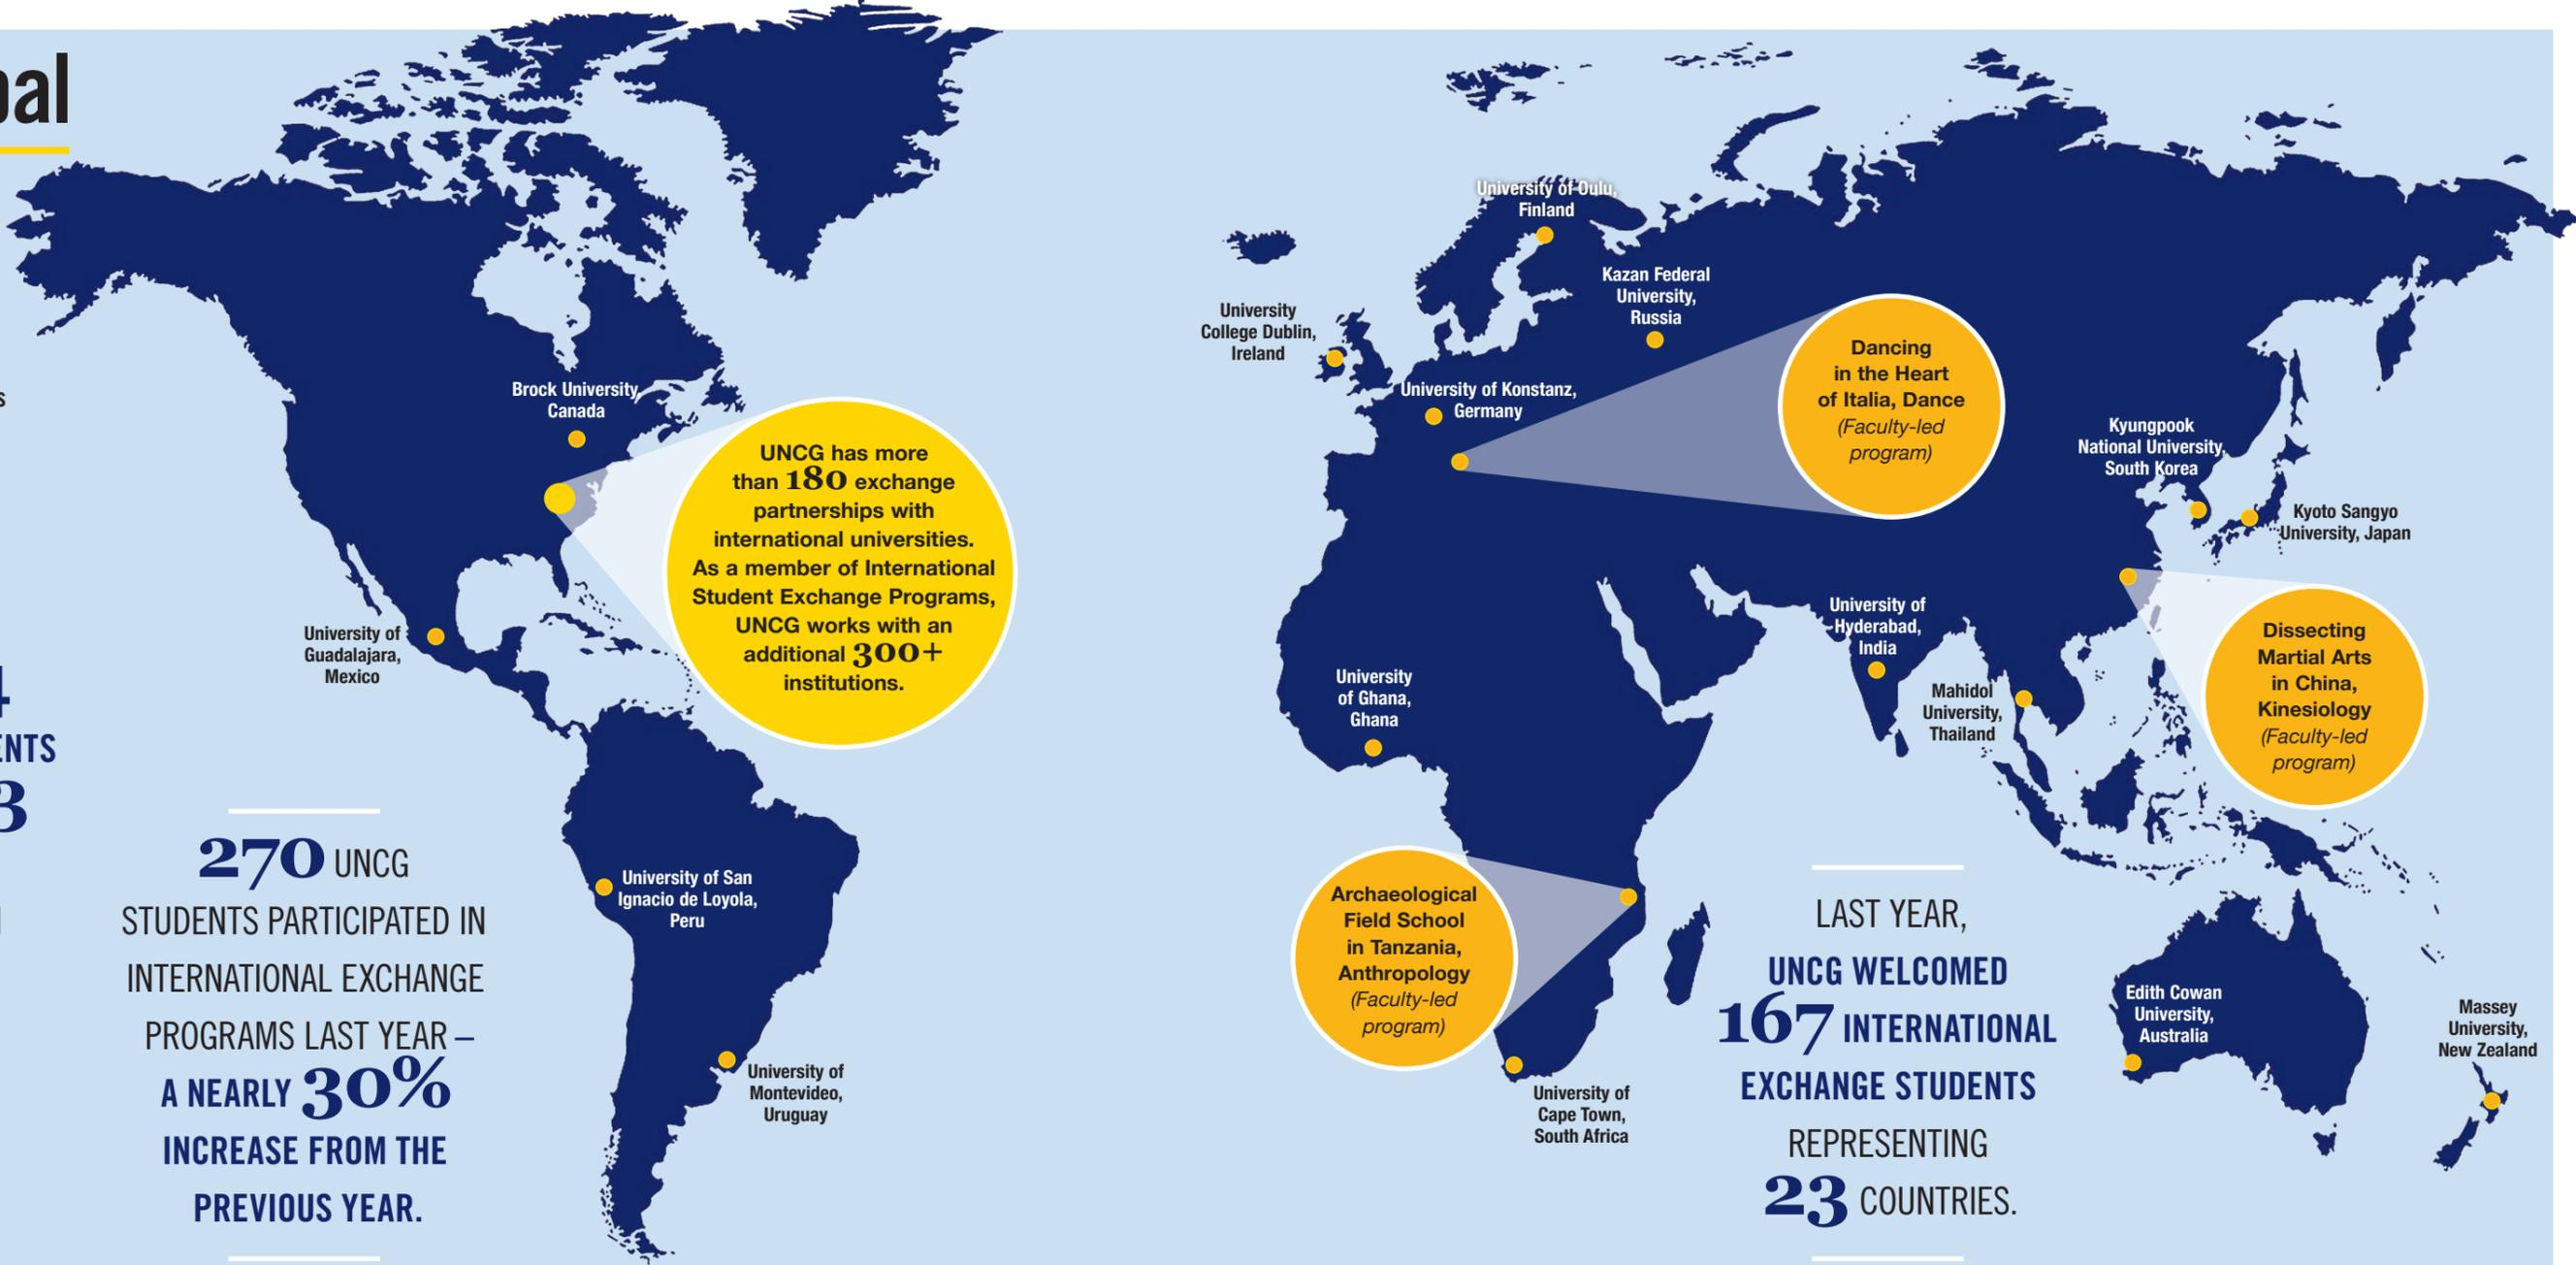 University of Oulu,
Finland
Kazan Federal
University,
Russia
University
College Dublin,
Ireland
University of Konstanz,
Germany
Dancing
in the Heart
of Italia, Dance
(Faculty-led
program)
Brock University,
Canada
UNCG has more
than 180 exchange
partnerships with
international universities.
As a member of International
Student Exchange Programs,
UNCG works with an
additional 300+
institutions.
Kyungpook
National University,
South Korea
Kyoto Sangyo
University, Japan
University of
Guadalajara,
Mexico
University of
Hyderabad,
India
Mahidol
University,
Thailand
Dissecting
Martial Arts
in China,
Kinesiology
(Faculty-led
program)
University
of Ghana,
Ghana
270 UNCG
STUDENTS PARTICIPATED IN
INTERNATIONAL EXCHANGE
PROGRAMS LAST YEAR –
A NEARLY 30%
INCREASE FROM THE
PREVIOUS YEAR.
University of San
Ignacio de Loyola,
Peru
University of
Montevideo,
Uruguay
Archaeological
Field School
in Tanzania,
Anthropology
(Faculty-led
program)
University of
Cape Town,
South Africa
LAST YEAR,
UNCG WELCOMED
167 INTERNATIONAL
EXCHANGE STUDENTS
REPRESENTING
23 COUNTRIES.
Edith Cowan
University,
Australia
Massey
University,
New Zealand